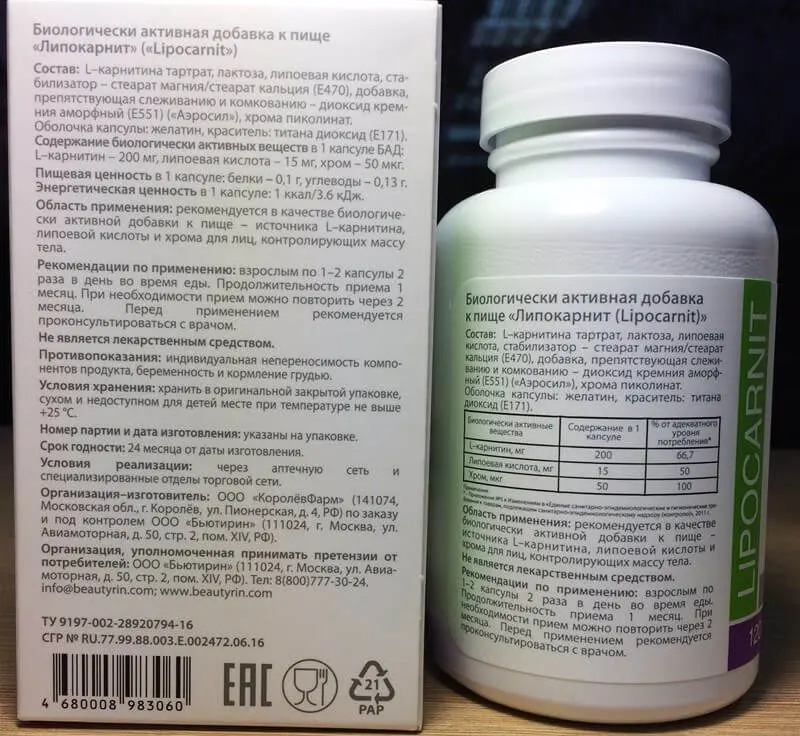 Биологически активная добавка к пище
«Липокарнит» («Lipocarnit»)
Состав: L–карнитина тартрат, лактоза, липоевая кислота, ста-
билизатор – стеарат магния/стеарат кальция (Е470), добавка,
препятствующая слеживанию и комкованию – диоксид крем-
ния аморфный (Е551) («Аэросил»), хрома пиколинат.
Оболочка капсулы: желатин, краситель: титана диоксид (Е171).
Содержание биологически активных веществ в 1 капсуле БАД:
L–карнитин – 200 мг, липоевая кислота – 15 мг, хром – 50 мкг.
Пищевая ценность в 1 капсуле: белки – 0,1 г, углеводы – 0,13 г.
Энергетическая ценность в 1 капсуле: 1 ккал/3.6 кДж.
Область применения: рекомендуется в качестве биологиче-
ски активной добавки к пище – источника L–карнитина,
липоевой кислоты и хрома для лиц, контролирующих массу
тела.
Рекомендации по применению: взрослым по 1–2 капсулы 2
раза в день во время еды. Продолжительность приема 1
месяц. При необходимости прием можно повторить через 2
месяца. Перед применением рекомендуется
проконсультироваться с врачом.
Не является лекарственным средством.
Противопоказания: индивидуальная непереносимость компо-
нентов продукта, беременность и кормление грудью.
Условия хранения: хранить в оригинальной закрытой упаковке,
сухом и недоступном для детей месте при температуре не выше
+25 °C.
Номер партии и дата изготовления: указаны на упаковке.
Срок годности: 24 месяца от даты изготовления.
Условия реализации: через аптечную сеть и
специализированные отделы торговой сети.
Организация–изготовитель: ООО «КоролёвФарм» (141074,
Московская обл., г. Королёв, ул. Пионерская, д. 4, РФ) по заказу
и под контролем ООО «Бьютирин» (111024, г. Москва, ул.
Авиамоторная, д. 50, стр. 2, пом. XIV, РФ).
Организация, уполномоченная принимать претензии от
потребителей: ООО «Бьютирин» (111024, г. Москва, ул. Авиа-
моторная, д. 50, стр. 2, пом. XIV, РФ). Тел: 8(800)777-30-24.
info@beautyrin.com; www.beautyrin.com
ТУ 9197-002-28920794-16
СГР № RU.77.99.88.003.Е.002472.06.16
4 680008 983060
EAC
21
PAP
Биологически активная добавка
к пище «Липокарнит (Lipocarnit)»
Состав: L–карнитина тартрат, лактоза, липоевая
кислота, стабилизатор – стеарат магния/стеарат
кальция (Е470), добавка, препятствующая слежи-
ванию и комкованию – диоксид кремния аморф-
ный (Е551) («Аэросил»), хрома пиколинат.
Оболочка капсулы: желатин, краситель: титана
диоксид (Е171).
Биологически активные вещества Содержание в 1 капсуле % от адекватного уровня потребления*
L-карнитин, мг 200 66,7
Липоевая кислота, мг 15 50
Хром, мкг 50 100
Область применения: рекомендуется в качестве
биологически активной добавки к пище –
источника L–карнитина, липоевой кислоты и
хрома для лиц, контролирующих массу тела.
Не является лекарственным средством.
Рекомендации по применению: взрослым по
1–2 капсулы 2 раза в день во время еды.
Продолжительность приема 1 месяц. При
необходимости прием можно повторить через 2
месяца. Перед применением рекомендуется
проконсультироваться с врачом.
LIPOCARNIT